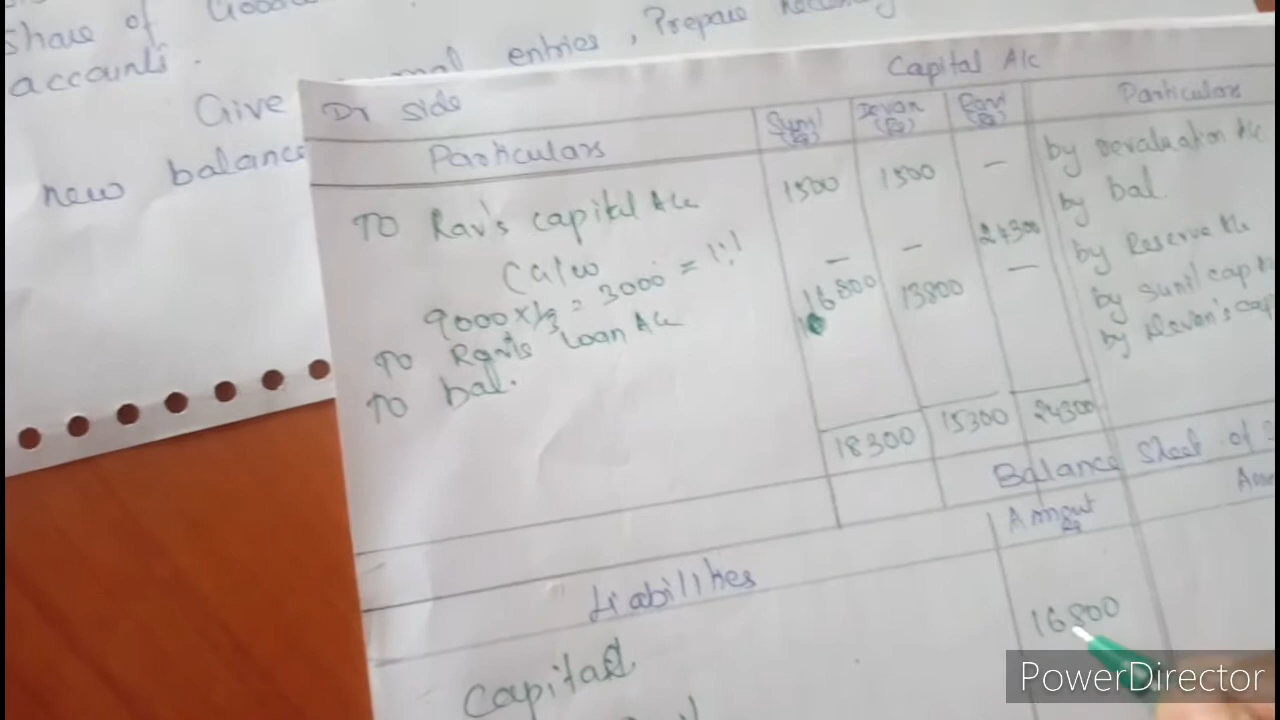 share of
accounts.
entries, Prepare
Give
new balance
Dr side
Capital A/c
Particulars
Sunil
Devan
Ravi
Particulars
TO Rav's capital A/c
1500
1500
—
by revaluation A/c
by bal
Calw
9000 x 1/3 = 3000 = 1:1
—
—
24300
by Reserve A/c
TO Ravi's Loan A/c
16800
13800
—
by Sunil cap
TO bal.
by Devan's cap
18300
15300
24300
Balance Sheet of
Liabilities
Amount
Capital
16800
PowerDirector